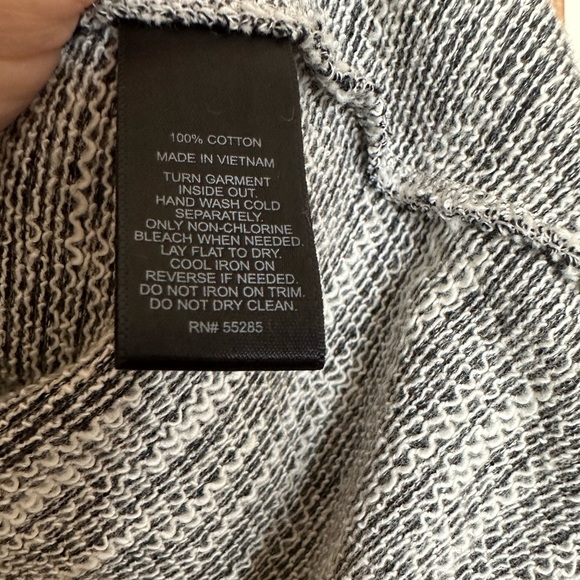 100% COTTON
MADE IN VIETNAM
TURN GARMENT
INSIDE OUT.
HAND WASH COLD
SEPARATELY.
ONLY NON-CHLORINE
BLEACH WHEN NEEDED.
LAY FLAT TO DRY.
COOL IRON ON
REVERSE IF NEEDED.
DO NOT IRON ON TRIM.
DO NOT DRY CLEAN.
RN# 55285